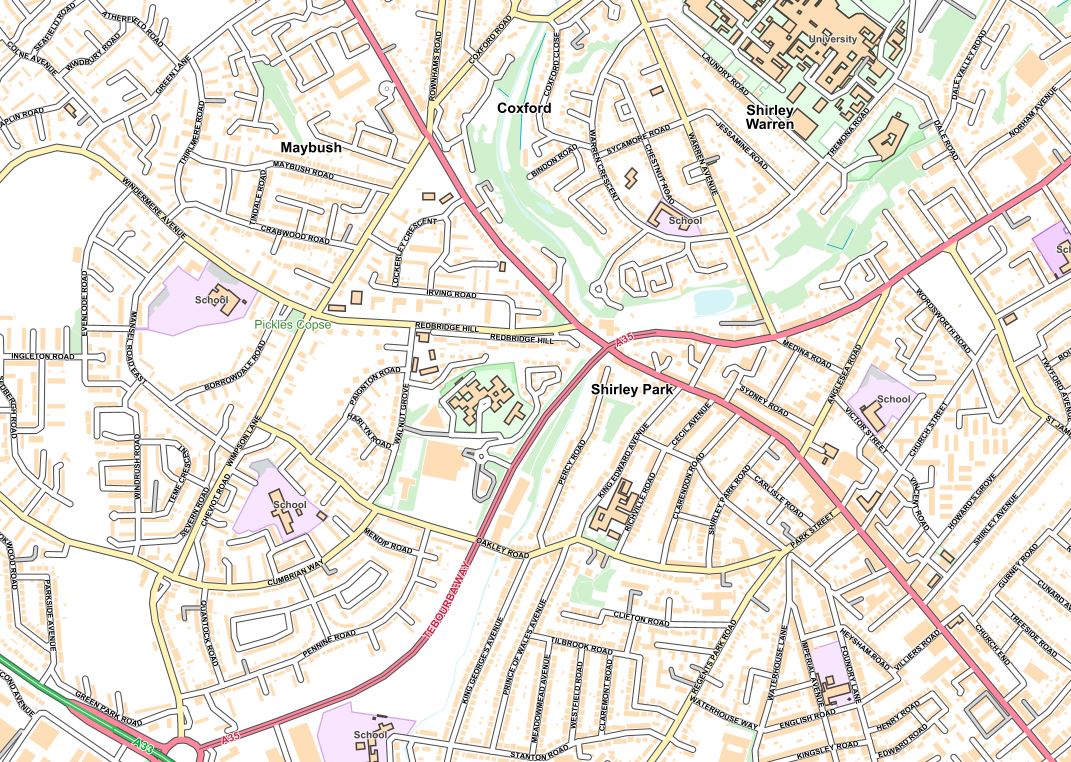 SEAFIELD ROAD
ATHERFIELD ROAD
COLNE AVENUE
WINDBURY ROAD
GREEN LANE
ROWNHAMS ROAD
COXFORD ROAD
COXFORD CLOSE
University
LAUNDRY ROAD
DALE VALLEY ROAD
NORHAM AVENUE
Coxford
Shirley
Warren
THIRLMERE ROAD
Maybush
MAYBUSH ROAD
BINDON ROAD
WARREN CRESCENT
SYCAMORE ROAD
CHESTNUT ROAD
WARREN AVENUE
JESSAMINE ROAD
TREMONA ROAD
DALE ROAD
WINDERMERE AVENUE
TINDALE ROAD
CRABWOOD ROAD
LOCKERLEY CRESCENT
School
IRVING ROAD
EVENLODE ROAD
School
Pickles Copse
REDBRIDGE HILL
REDBRIDGE HILL
A35
WORDSWORTH ROAD
MANSEL ROAD EAST
INGLETON ROAD
BORROWDALE ROAD
PAIGNTON ROAD
HARLYN ROAD
WALNUT GROVE
Shirley Park
MEDINA ROAD
ANGLESEA ROAD
SYDNEY ROAD
School
VICTOR STREET
CHURCH STREET
WIMPSON LANE
WINDRUSH ROAD
TEME CRESCENT
SEVERN ROAD
CHEVIOT ROAD
School
PERCY ROAD
KING EDWARD AVENUE
CECIL AVENUE
RICHVILLE ROAD
CLARENDON ROAD
SHIRLEY PARK ROAD
CARLISLE ROAD
PARK STREET
VINCENT ROAD
HOWARD'S GROVE
SHIRLEY AVENUE
MENDIP ROAD
OAKLEY ROAD
CUMBRIAN WAY
TEBOURBA WAY
PARKSIDE AVENUE
QUANTOCK ROAD
PENNINE ROAD
KING GEORGE'S AVENUE
PRINCE OF WALES AVENUE
CLIFTON ROAD
TILBROOK ROAD
MEADOWMEAD AVENUE
WESTFIELD ROAD
CLAREMONT ROAD
REGENTS PARK ROAD
WATERHOUSE LANE
WATERHOUSE WAY
IMPERIAL AVENUE
FOUNDRY LANE
HEYSHAM ROAD
VILLIERS ROAD
CHURCH END
GURNEY ROAD
TREESIDE ROAD
GREEN PARK ROAD
A33
A35
School
STANTON ROAD
ENGLISH ROAD
HENRY ROAD
KINGSLEY ROAD
EDWARD ROAD